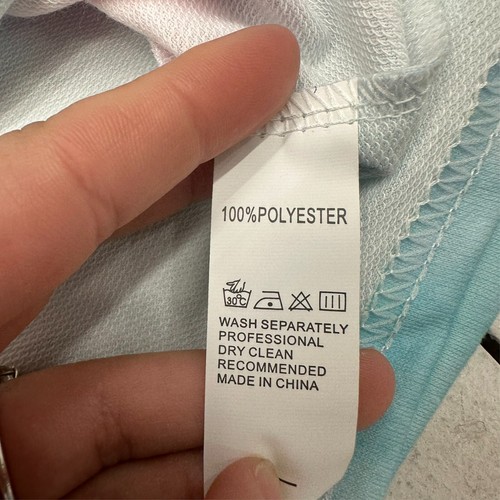 100%POLYESTER
30℃
WASH SEPARATELY
PROFESSIONAL
DRY CLEAN
RECOMMENDED
MADE IN CHINA